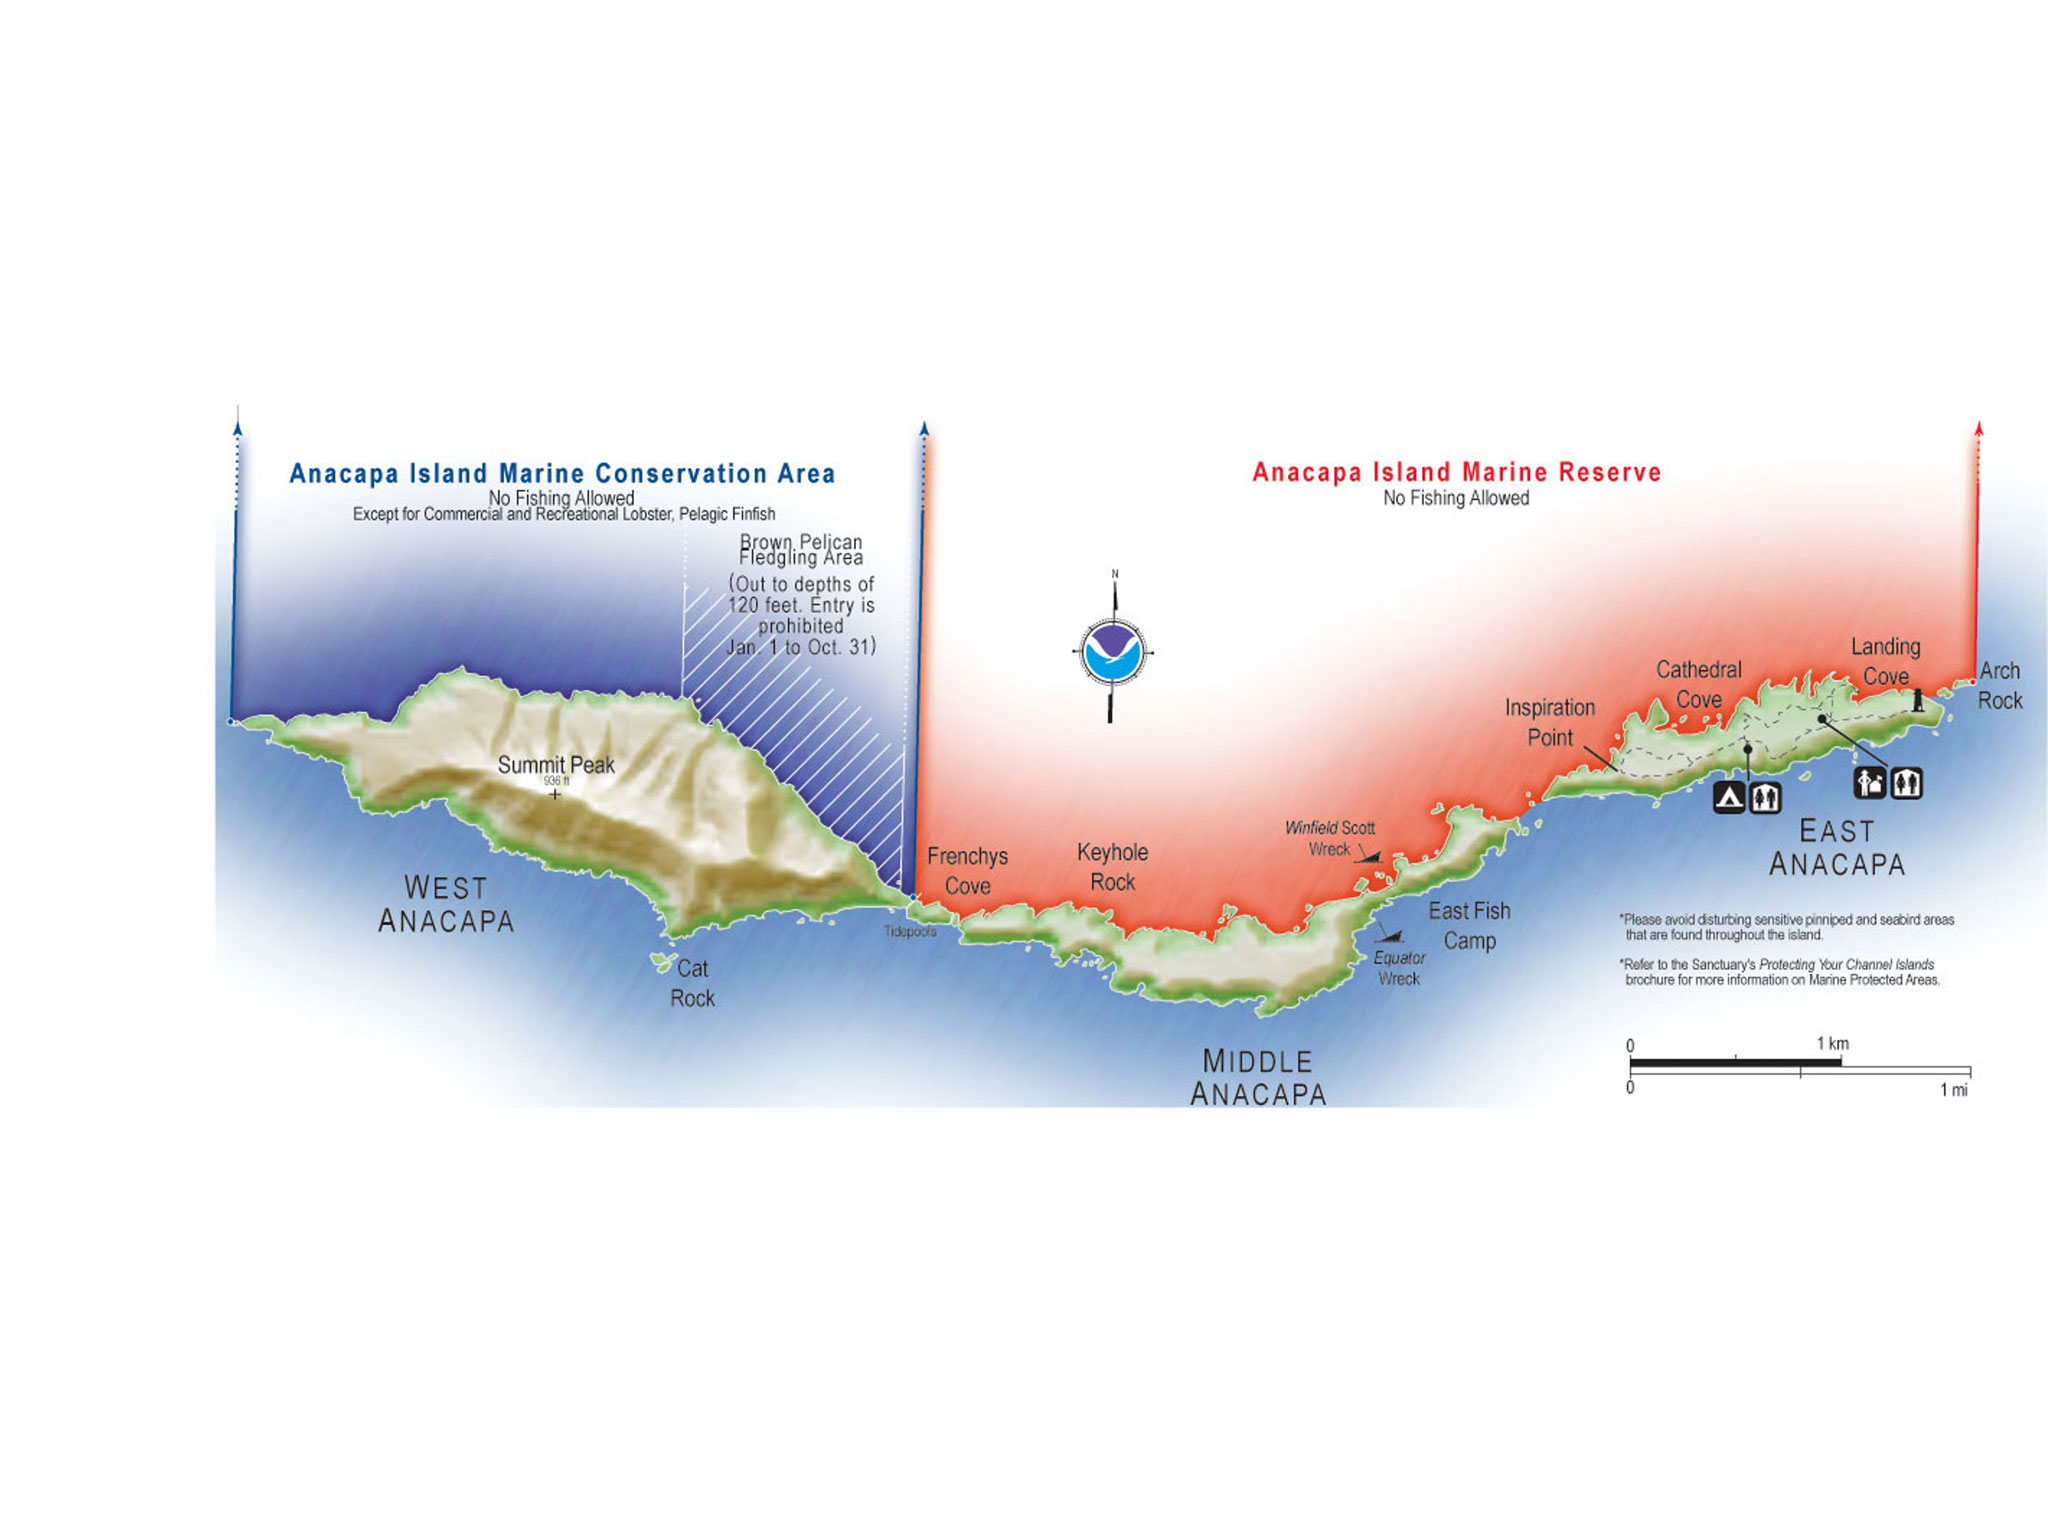 Anacapa Island Marine Conservation Area
No Fishing Allowed
Except for Commercial and Recreational Lobster, Pelagic Finfish
Brown Pelican
Fledgling Area
(Out to depths of
120 feet. Entry is
prohibited
Jan. 1 to Oct. 31)
Anacapa Island Marine Reserve
No Fishing Allowed
N
Summit Peak
936 ft
WEST
ANACAPA
Cat
Rock
Tidepools
Frenchys
Cove
Keyhole
Rock
Winfield Scott
Wreck
East Fish
Camp
Equator
Wreck
MIDDLE
ANACAPA
Inspiration
Point
Cathedral
Cove
Landing
Cove
Arch
Rock
EAST
ANACAPA
*Please avoid disturbing sensitive pinniped and seabird areas
that are found throughout the island.
*Refer to the Sanctuary's Protecting Your Channel Islands
brochure for more information on Marine Protected Areas.
0 1 km
0 1 mi